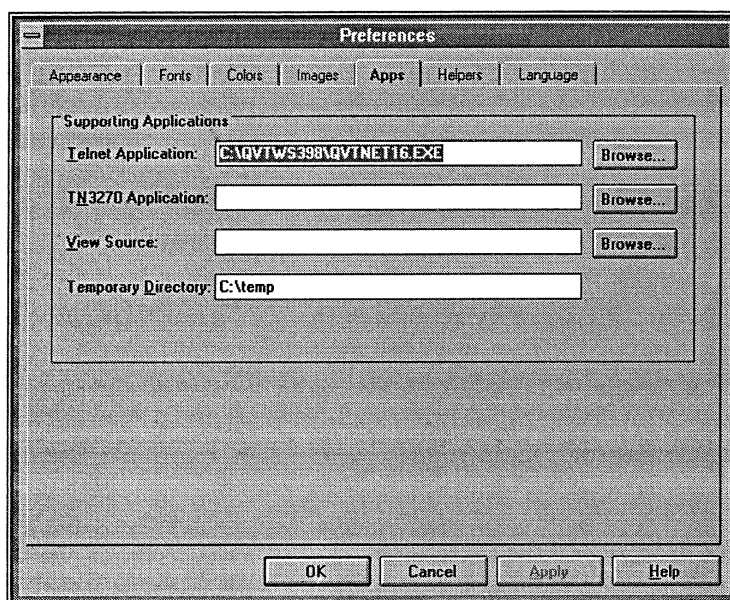 Preferences
Appearance Fonts Colors Images Apps Helpers Language
Supporting Applications
Telnet Application: C:\QVTWS398\QVTNET16.EXE Browse...
TN3270 Application: Browse...
View Source: Browse...
Temporary Directory: C:\temp
OK Cancel Apply Help